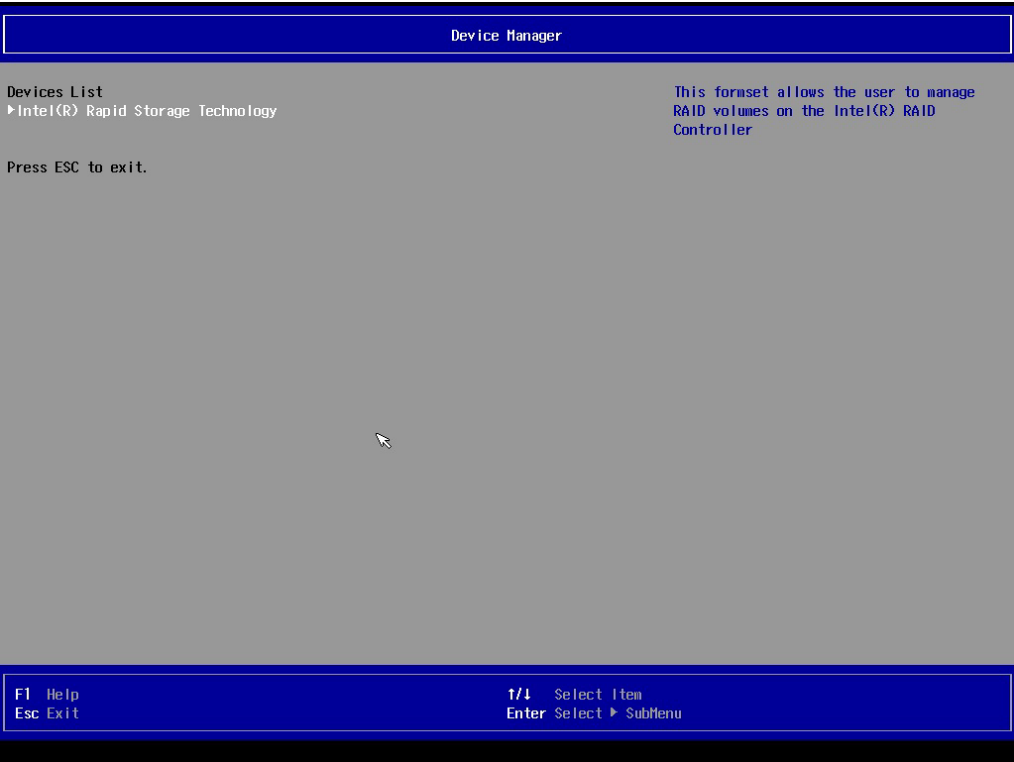 Device Manager
Devices List
▶Intel(R) Rapid Storage Technology
Press ESC to exit.
This formset allows the user to manage
RAID volumes on the Intel(R) RAID
Controller
F1 Help
Esc Exit
↑/↓ Select Item
Enter Select ▶ SubMenu